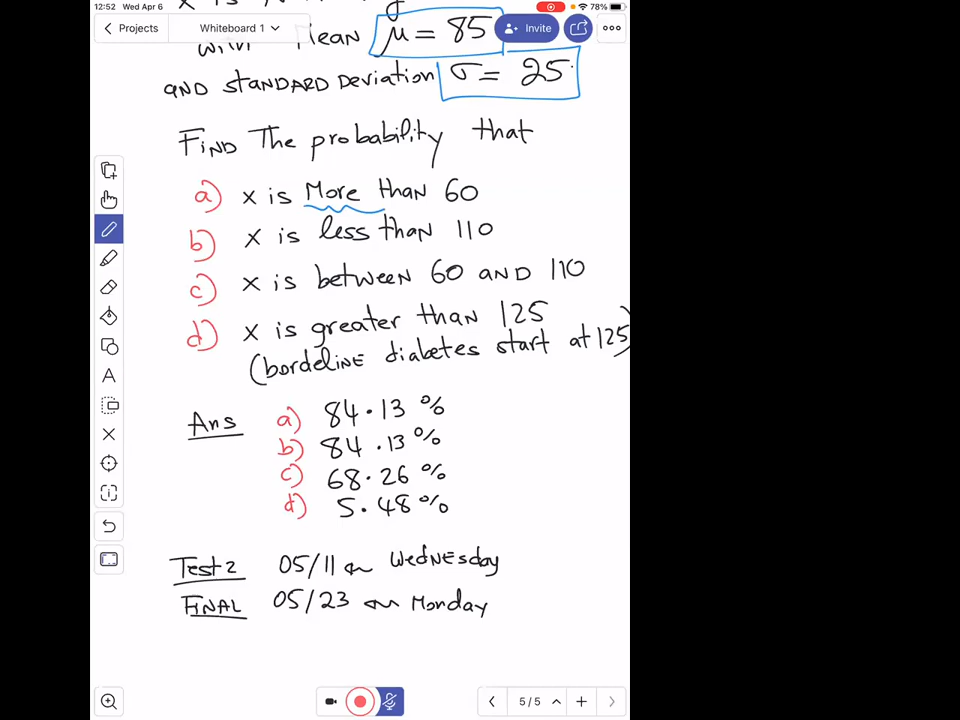 12:52 Wed Apr 6
78%
Projects
Whiteboard 1
Invite
Mean μ = 85
AND STANDARD Deviation σ = 25
FIND The probability that
a) x is More than 60
b) x is less than 110
c) x is between 60 AND 110
d) x is greater than 125
(bordeline diabetes start at 125)
Ans a) 84.13 %
b) 84.13 %
c) 68.26 %
d) 5.48 %
Test 2 05/11 Wednesday
FINAL 05/23 Monday
5/5